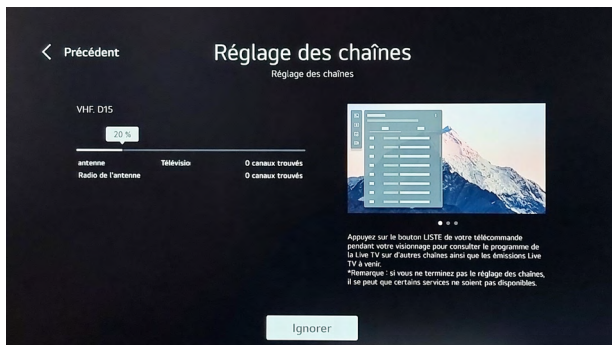 Précédent
Réglage des chaînes
Réglage des chaînes
VHF. D15
20 %
antenne Télévisio 0 canaux trouvés
Radio de l'antenne 0 canaux trouvés
Appuyez sur le bouton LISTE de votre télécommande
pendant votre visionnage pour consulter le programme de
la Live TV sur d'autres chaînes ainsi que les émissions Live
TV à venir.
*Remarque : si vous ne terminez pas le réglage des chaînes,
il se peut que certains services ne soient pas disponibles.
Ignorer